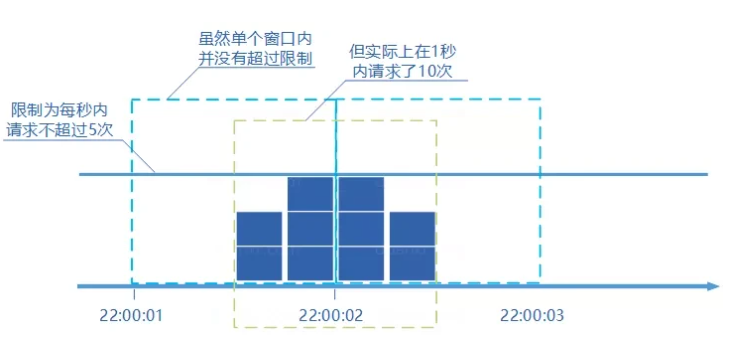 虽然单个窗口内
并没有超过限制
但实际上在1秒
内请求了10次
限制为每秒内
请求不超过5次
22:00:01
22:00:02
22:00:03